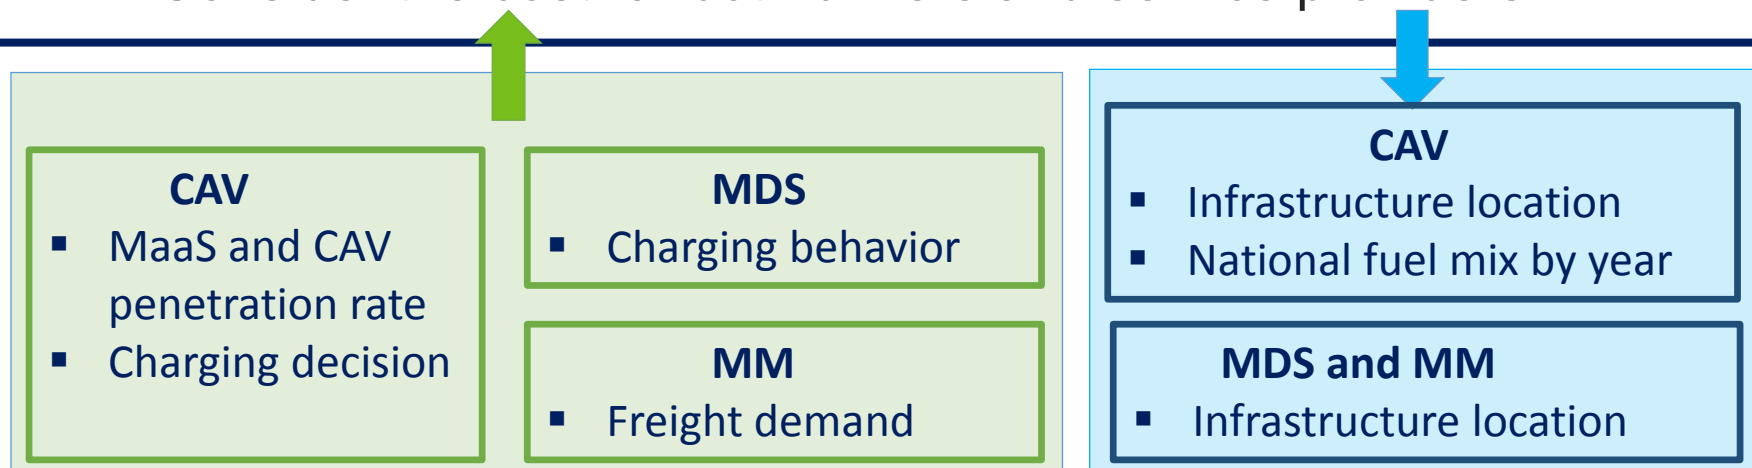 CAV
▪ MaaS and CAV
penetration rate
▪ Charging decision
MDS
▪ Charging behavior
MM
▪ Freight demand
CAV
▪ Infrastructure location
▪ National fuel mix by year
MDS and MM
▪ Infrastructure location